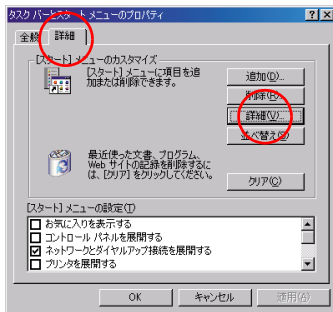 タスク バーとスタート メニューのプロパティ
全般
詳細
[スタート] メニューのカスタマイズ
[スタート] メニューに項目を追
加または削除できます。
追加(D)...
削除(R)...
詳細(V)...
並べ替え(S)
最近使った文書、プログラム、
Web サイトの記録を削除するに
は、[クリア] をクリックしてください。
クリア(C)
[スタート] メニューの設定(T)
お気に入りを表示する
コントロール パネルを展開する
ネットワークとダイヤルアップ接続を展開する
プリンタを展開する
OK
キャンセル
適用(A)